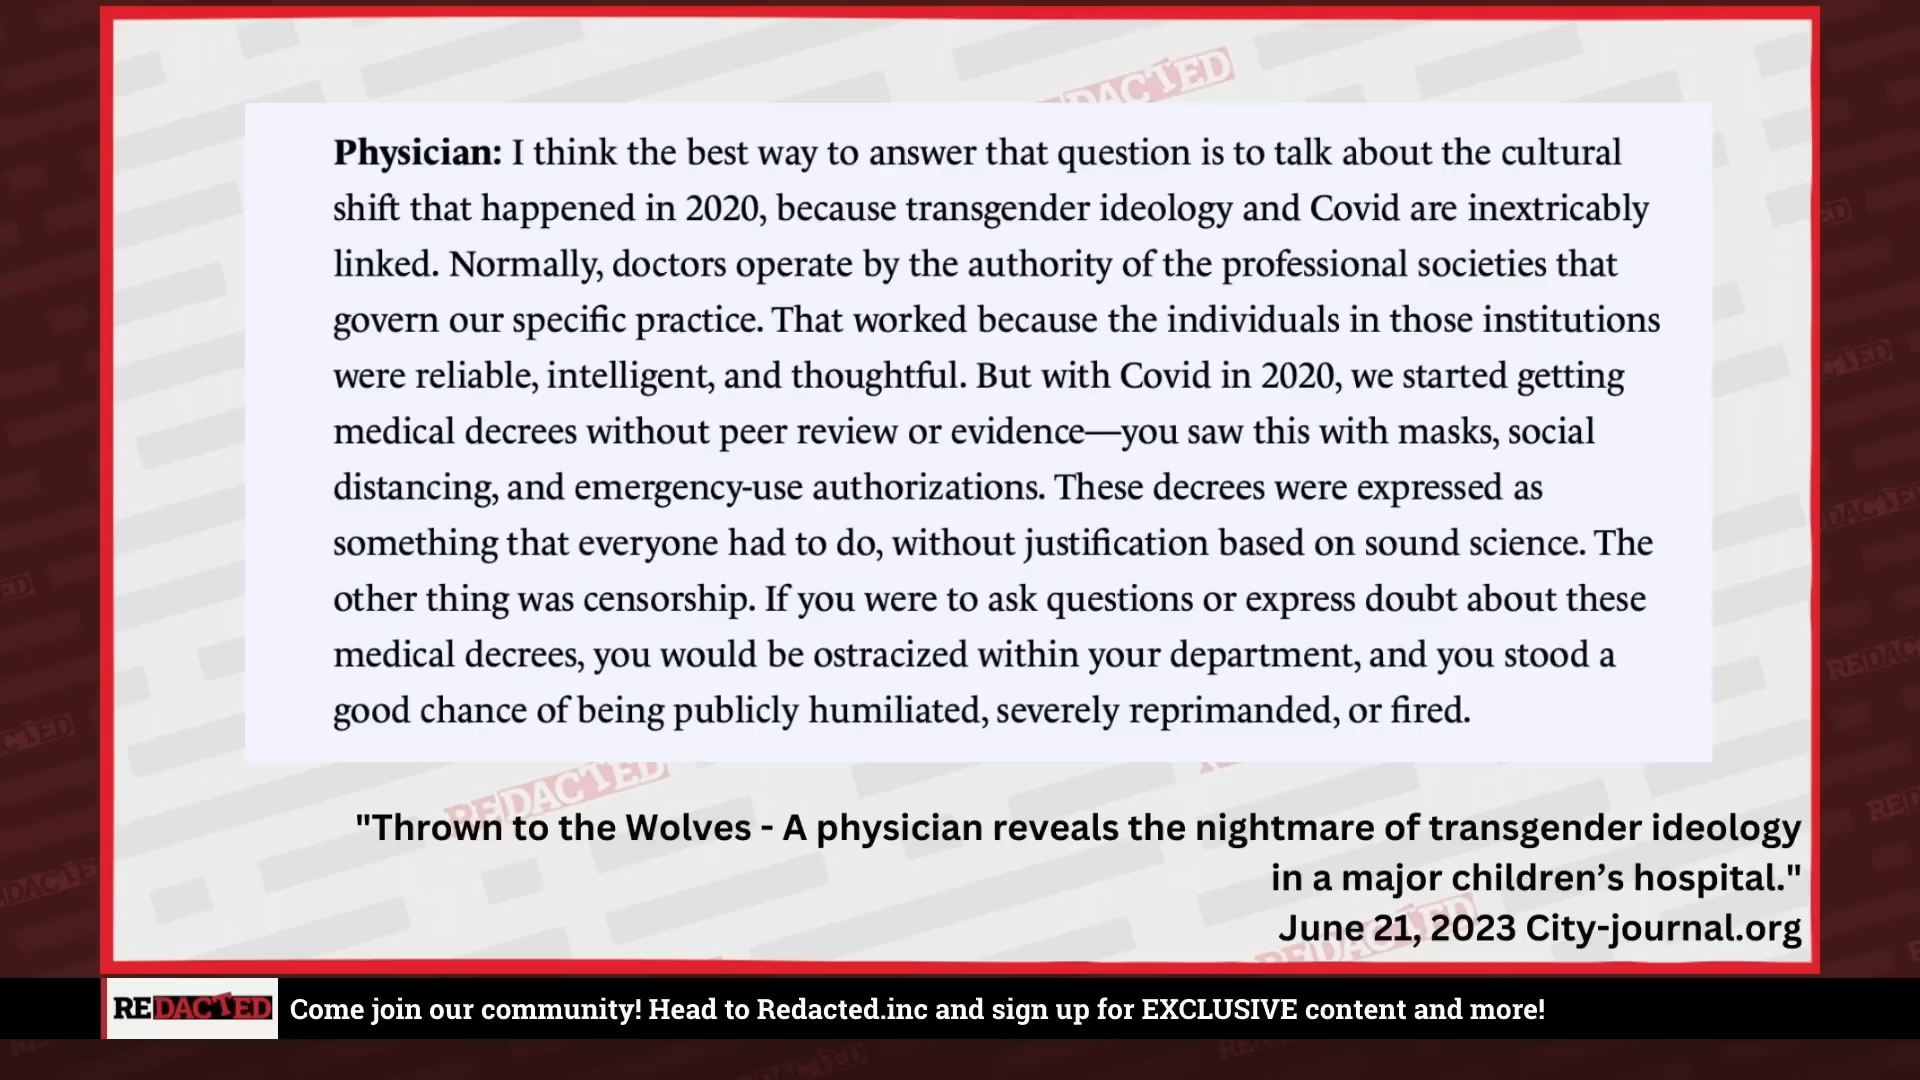 Physician: I think the best way to answer that question is to talk about the cultural
shift that happened in 2020, because transgender ideology and Covid are inextricably
linked. Normally, doctors operate by the authority of the professional societies that
govern our specific practice. That worked because the individuals in those institutions
were reliable, intelligent, and thoughtful. But with Covid in 2020, we started getting
medical decrees without peer review or evidence—you saw this with masks, social
distancing, and emergency-use authorizations. These decrees were expressed as
something that everyone had to do, without justification based on sound science. The
other thing was censorship. If you were to ask questions or express doubt about these
medical decrees, you would be ostracized within your department, and you stood a
good chance of being publicly humiliated, severely reprimanded, or fired.
"Thrown to the Wolves - A physician reveals the nightmare of transgender ideology
in a major children’s hospital."
June 21, 2023 City-journal.org
REDACTED Come join our community! Head to Redacted.inc and sign up for EXCLUSIVE content and more!